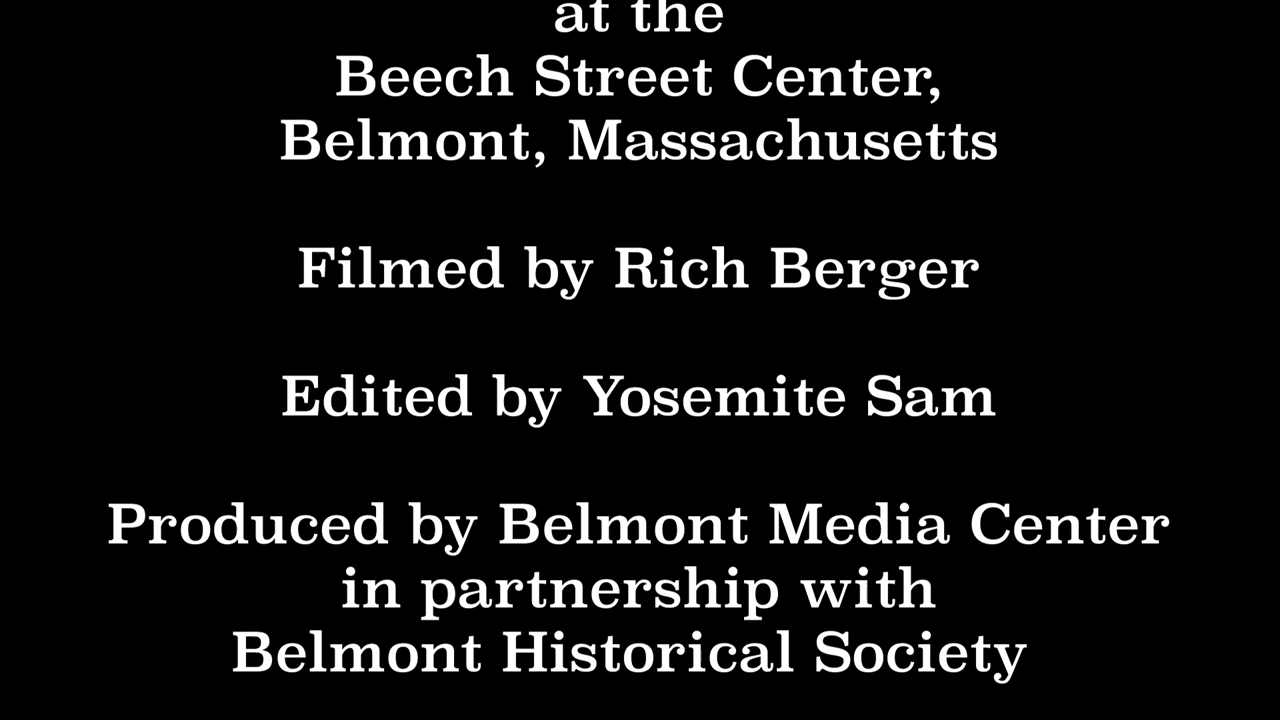 at the
Beech Street Center,
Belmont, Massachusetts
Filmed by Rich Berger
Edited by Yosemite Sam
Produced by Belmont Media Center
in partnership with
Belmont Historical Society